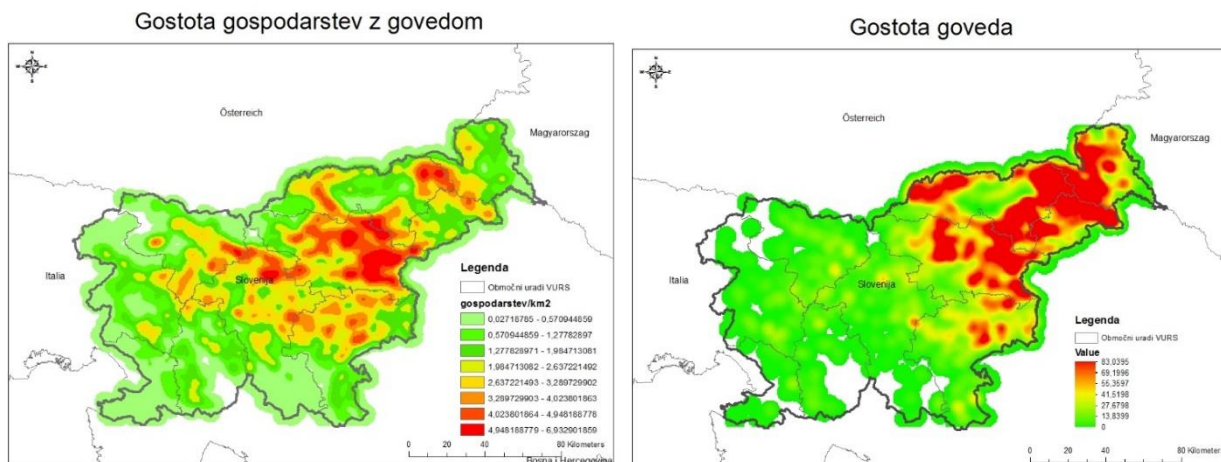 Gostota gospodarstev z govedom
Gostota goveda
N
W E
S
Österreich
Magyarország
Italia
Slovenija
Legenda
Območni uradi VURS
gospodarstev/km2
0,02718765 - 0,570944859
0,570944859 - 1,27782897
1,277828971 - 1,984713081
1,984713082 - 2,637221492
2,637221493 - 3,289729902
3,289729903 - 4,023801863
4,023801864 - 4,948188778
4,948188779 - 6,932901859
0 20 40 80 Kilometers
Bosna i Hercegovina
N
W E
S
Österreich
Magyarország
Italia
Slovenija
Legenda
Območni uradi VURS
Value
83,0395
69,1996
55,3597
41,5198
27,6798
13,8399
0
0 20 40 80 Kilometers